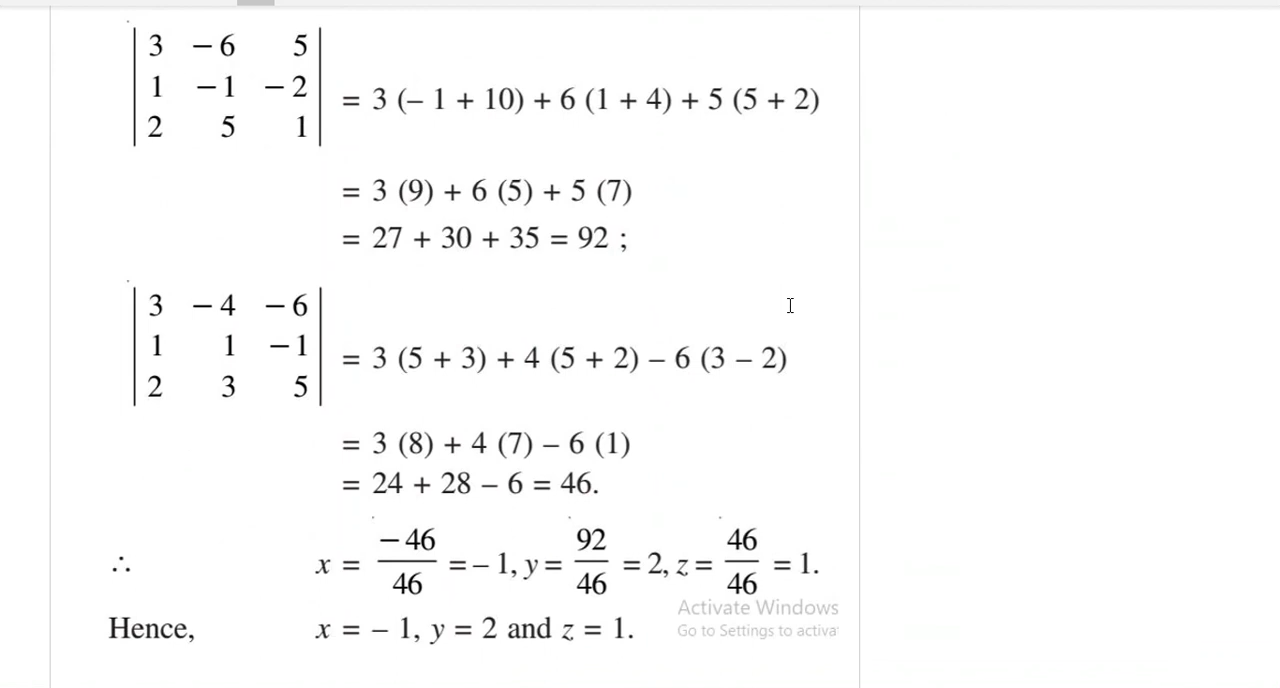 | 3 − 6 5 |
| 1 − 1 − 2 | = 3 (– 1 + 10) + 6 (1 + 4) + 5 (5 + 2)
| 2 5 1 |
= 3 (9) + 6 (5) + 5 (7)
= 27 + 30 + 35 = 92 ;
| 3 − 4 − 6 |
| 1 1 − 1 | = 3 (5 + 3) + 4 (5 + 2) – 6 (3 – 2)
| 2 3 5 |
= 3 (8) + 4 (7) – 6 (1)
= 24 + 28 – 6 = 46.
∴ x = − 46/46 = – 1, y = 92/46 = 2, z = 46/46 = 1.
Activate Windows
Hence, x = – 1, y = 2 and z = 1.
Go to Settings to activa